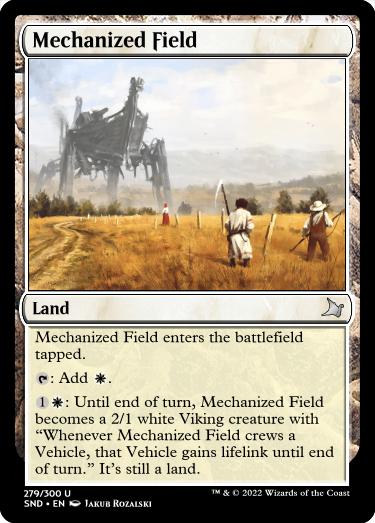 Mechanized Field
Land
Mechanized Field enters the battlefield
tapped.
: Add .
1 : Until end of turn, Mechanized Field
becomes a 2/1 white Viking creature with
“Whenever Mechanized Field crews a
Vehicle, that Vehicle gains lifelink until end
of turn.” It’s still a land.
279/300 U
SND • EN Jakub Rozalski
™ & © 2022 Wizards of the Coast